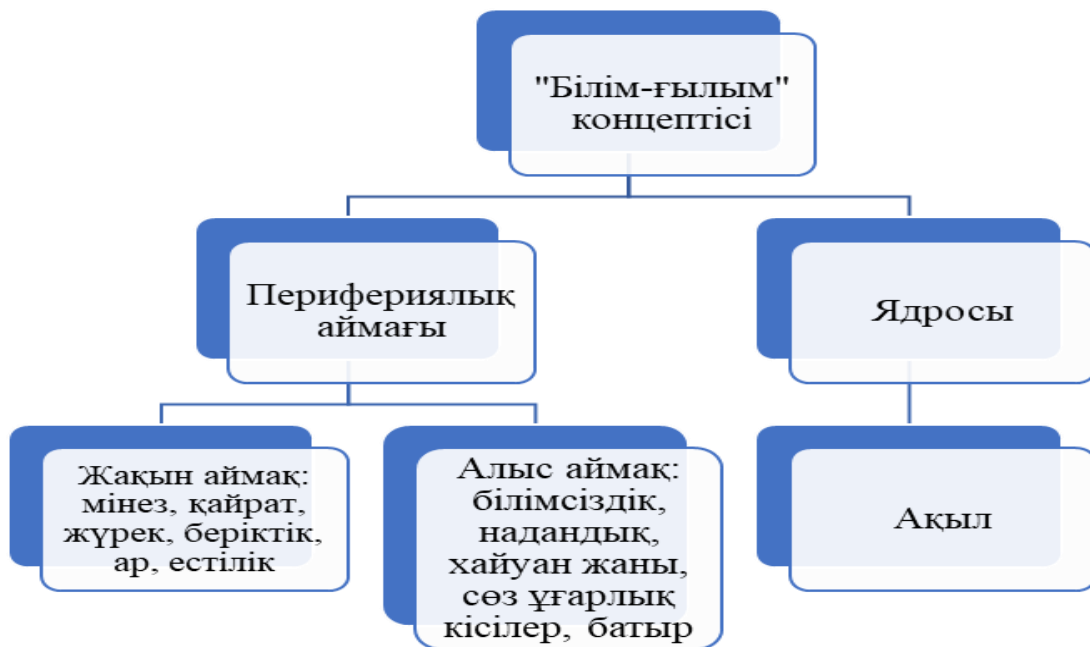 "Білім-ғылым"
концептісі
Перифериялық
аймағы
Ядросы
Жақын аймақ:
мінез, қайрат,
жүрек, беріктік,
ар, естілік
Алыс аймақ:
білімсіздік,
надандық,
хайуан жаны,
сөз ұғарлық
кісілер, батыр
Ақыл